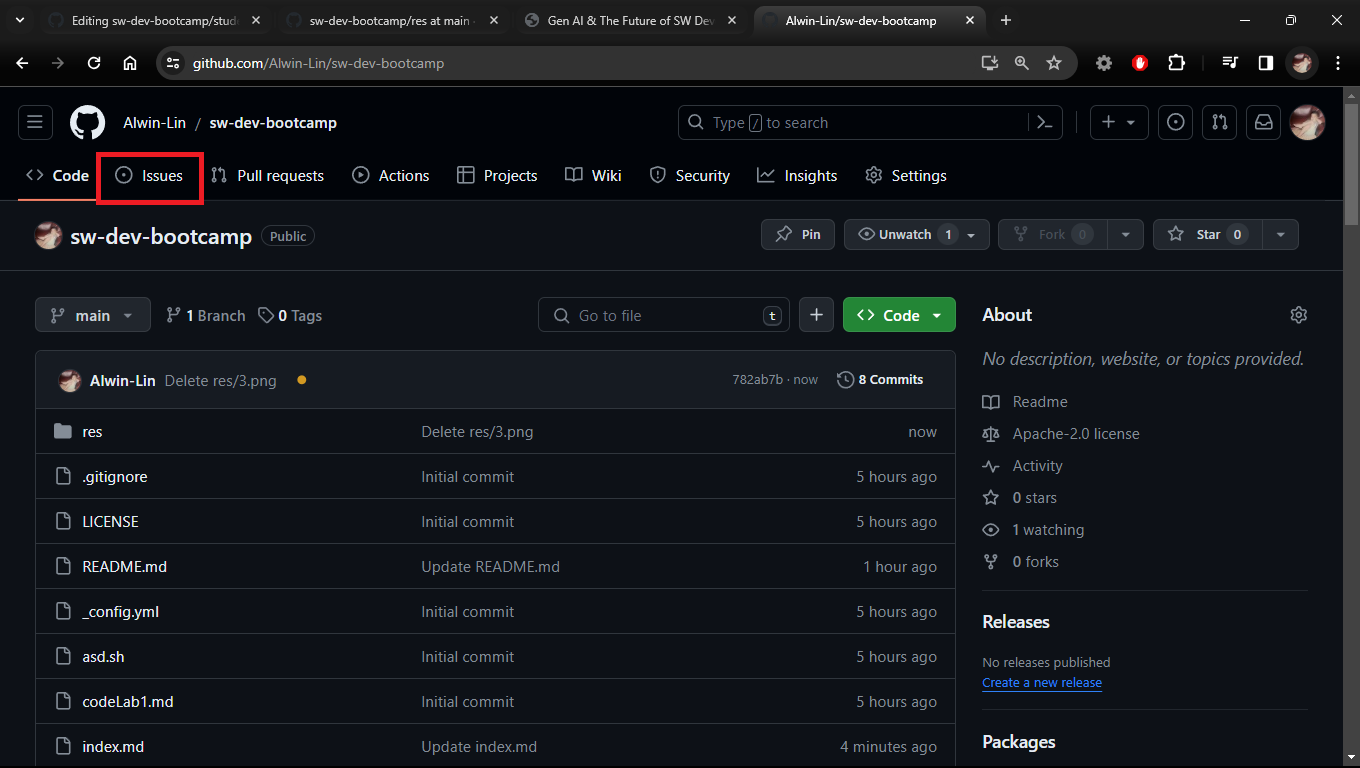 Editing sw-dev-bootcamp/stud
sw-dev-bootcamp/res at main ·
Gen AI & The Future of SW Dev
Alwin-Lin/sw-dev-bootcamp
github.com/Alwin-Lin/sw-dev-bootcamp
Alwin-Lin / sw-dev-bootcamp
Type / to search
Code Issues Pull requests Actions Projects Wiki Security Insights Settings
sw-dev-bootcamp Public
Pin Unwatch 1 Fork 0 Star 0
main 1 Branch 0 Tags Go to file t Code
Alwin-Lin Delete res/3.png 782ab7b · now 8 Commits
res Delete res/3.png now
.gitignore Initial commit 5 hours ago
LICENSE Initial commit 5 hours ago
README.md Update README.md 1 hour ago
_config.yml Initial commit 5 hours ago
asd.sh Initial commit 5 hours ago
codeLab1.md Initial commit 5 hours ago
index.md Update index.md 4 minutes ago
About
No description, website, or topics provided.
Readme
Apache-2.0 license
Activity
0 stars
1 watching
0 forks
Releases
No releases published
Create a new release
Packages